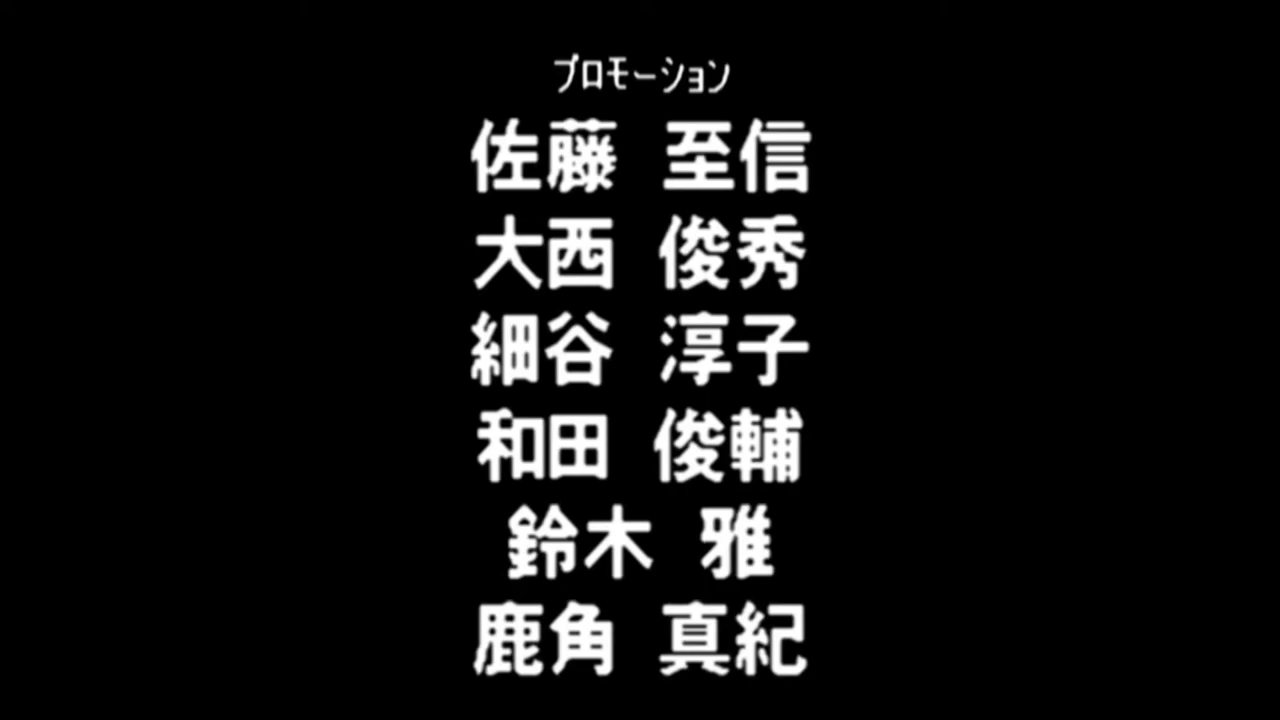 プロモーション
佐藤 至信
大西 俊秀
細谷 淳子
和田 俊輔
鈴木 雅
鹿角 真紀